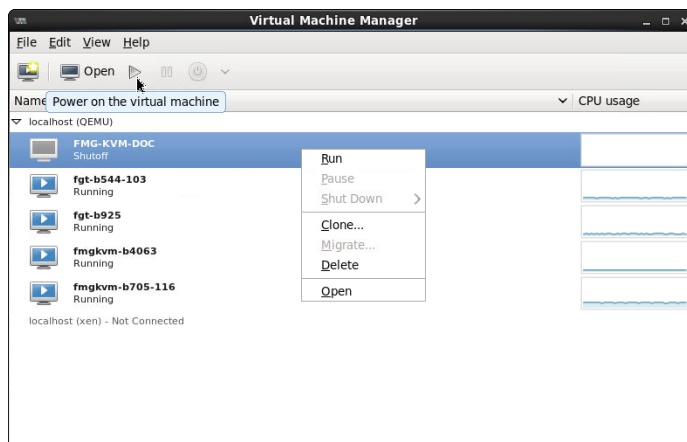 Virtual Machine Manager
File Edit View Help
Open
Name
Power on the virtual machine
CPU usage
localhost (QEMU)
FMG-KVM-DOC
Shutoff
fgt-b544-103
Running
fgt-b925
Running
fmgkvm-b4063
Running
fmgkvm-b705-116
Running
localhost (xen) - Not Connected
Run
Pause
Shut Down
Clone...
Migrate...
Delete
Open